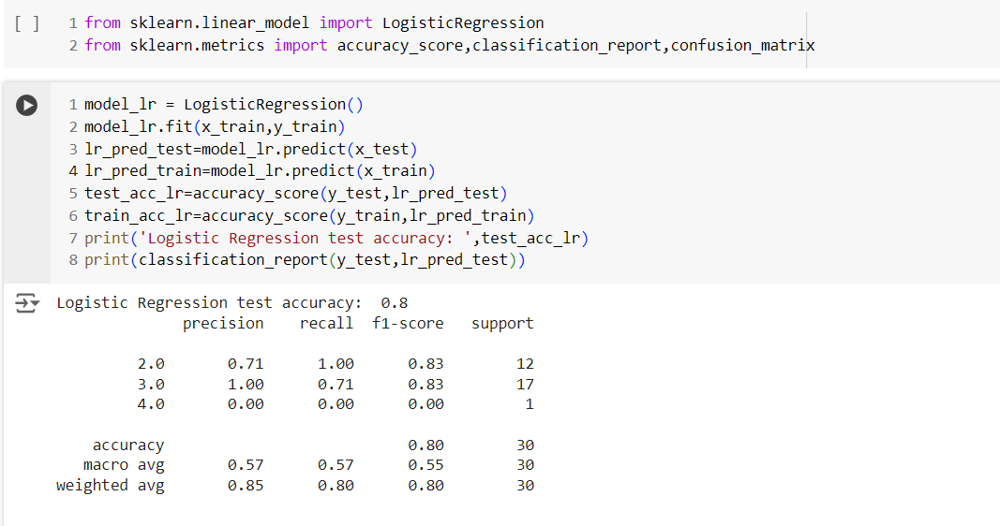 [ ] 1 from sklearn.linear_model import LogisticRegression
2 from sklearn.metrics import accuracy_score,classification_report,confusion_matrix
1 model_lr = LogisticRegression()
2 model_lr.fit(x_train,y_train)
3 lr_pred_test=model_lr.predict(x_test)
4 lr_pred_train=model_lr.predict(x_train)
5 test_acc_lr=accuracy_score(y_test,lr_pred_test)
6 train_acc_lr=accuracy_score(y_train,lr_pred_train)
7 print('Logistic Regression test accuracy: ',test_acc_lr)
8 print(classification_report(y_test,lr_pred_test))
Logistic Regression test accuracy:  0.8
              precision    recall  f1-score   support
         2.0       0.71      1.00      0.83        12
         3.0       1.00      0.71      0.83        17
         4.0       0.00      0.00      0.00         1
    accuracy                           0.80        30
   macro avg       0.57      0.57      0.55        30
weighted avg       0.85      0.80      0.80        30